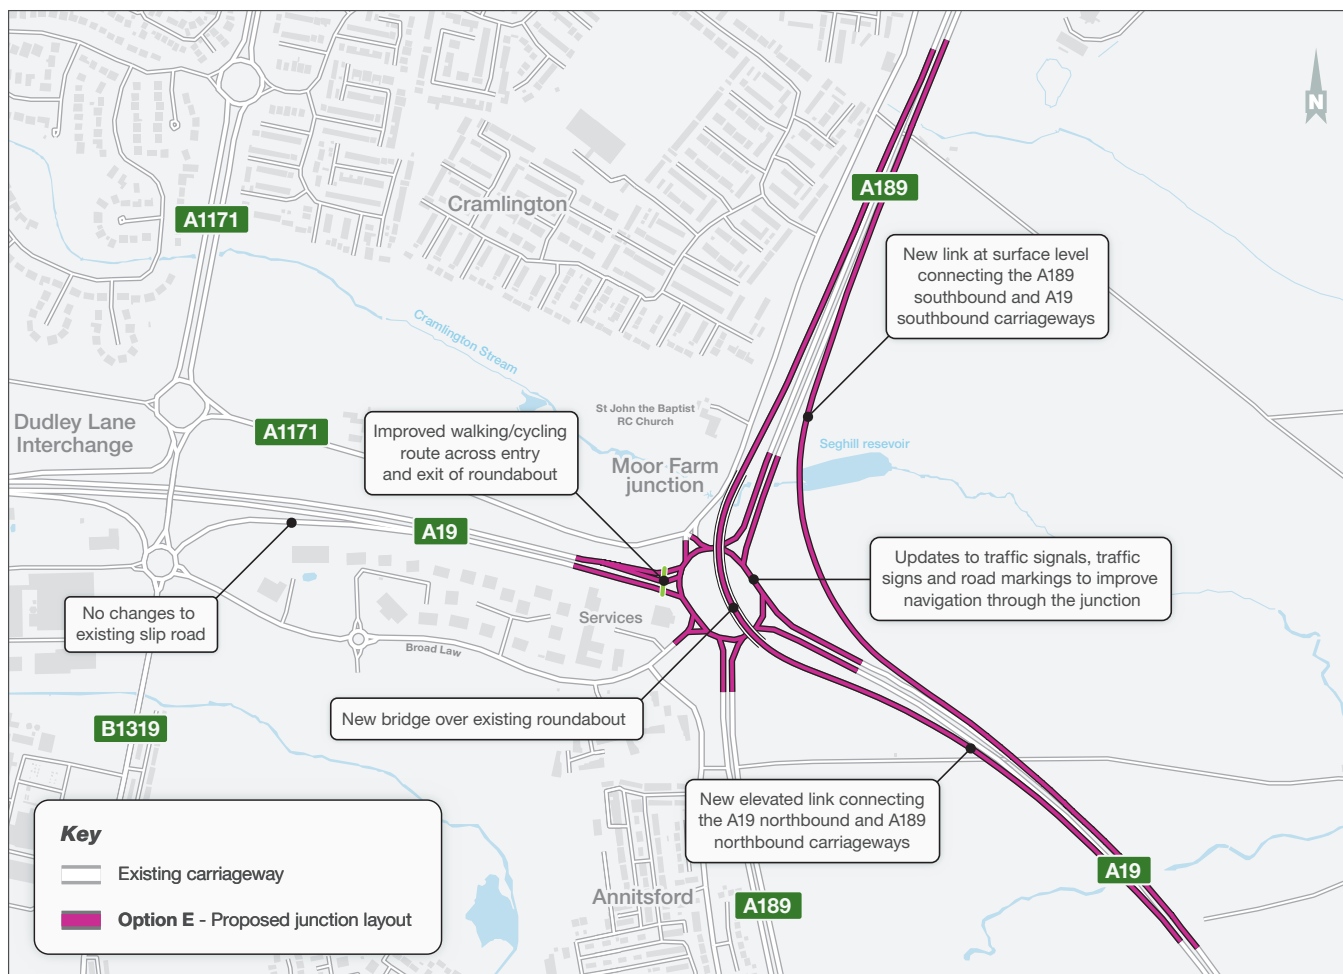 N
A189
Cramlington
A1171
New link at surface level
connecting the A189
southbound and A19
southbound carriageways
Cramlington Stream
St John the Baptist
RC Church
Dudley Lane
Interchange
A1171
Improved walking/cycling
route across entry
and exit of roundabout
Moor Farm
junction
Seghill resevoir
A19
Updates to traffic signals, traffic
signs and road markings to improve
navigation through the junction
No changes to
existing slip road
Services
Broad Law
New bridge over existing roundabout
B1319
New elevated link connecting
the A19 northbound and A189
northbound carriageways
Key
Existing carriageway
Option E - Proposed junction layout
A19
Annitsford
A189